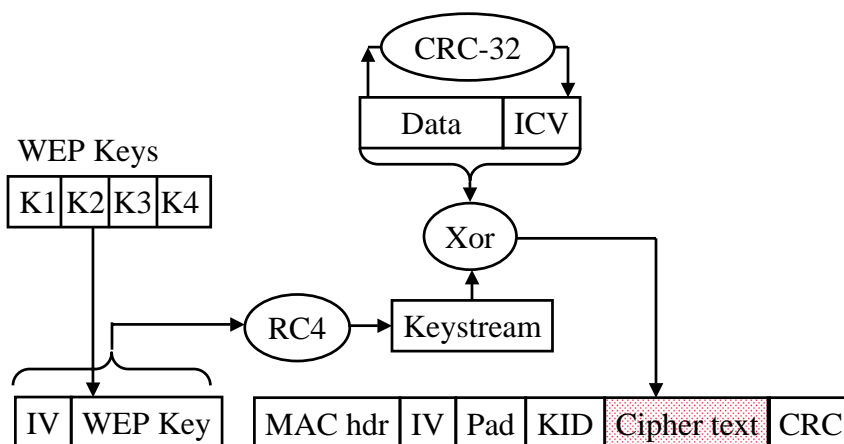 CRC-32
Data ICV
WEP Keys
K1 K2 K3 K4
Xor
RC4 Keystream
IV WEP Key MAC hdr IV Pad KID Cipher text CRC